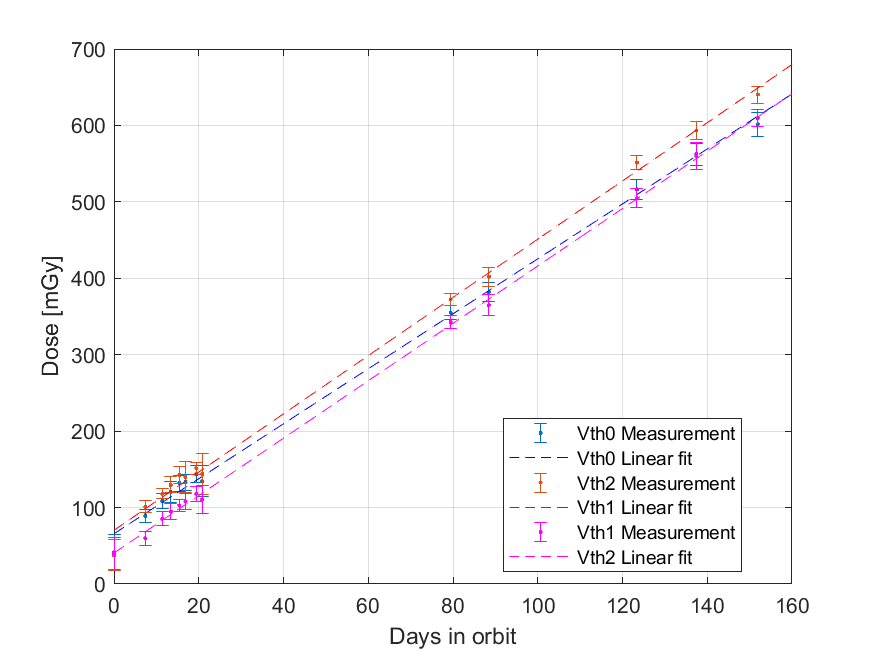 700
600
500
400
300
200
100
0
Dose [mGy]
0 20 40 60 80 100 120 140 160
Days in orbit
Vth0 Measurement
Vth0 Linear fit
Vth2 Measurement
Vth1 Linear fit
Vth1 Measurement
Vth2 Linear fit